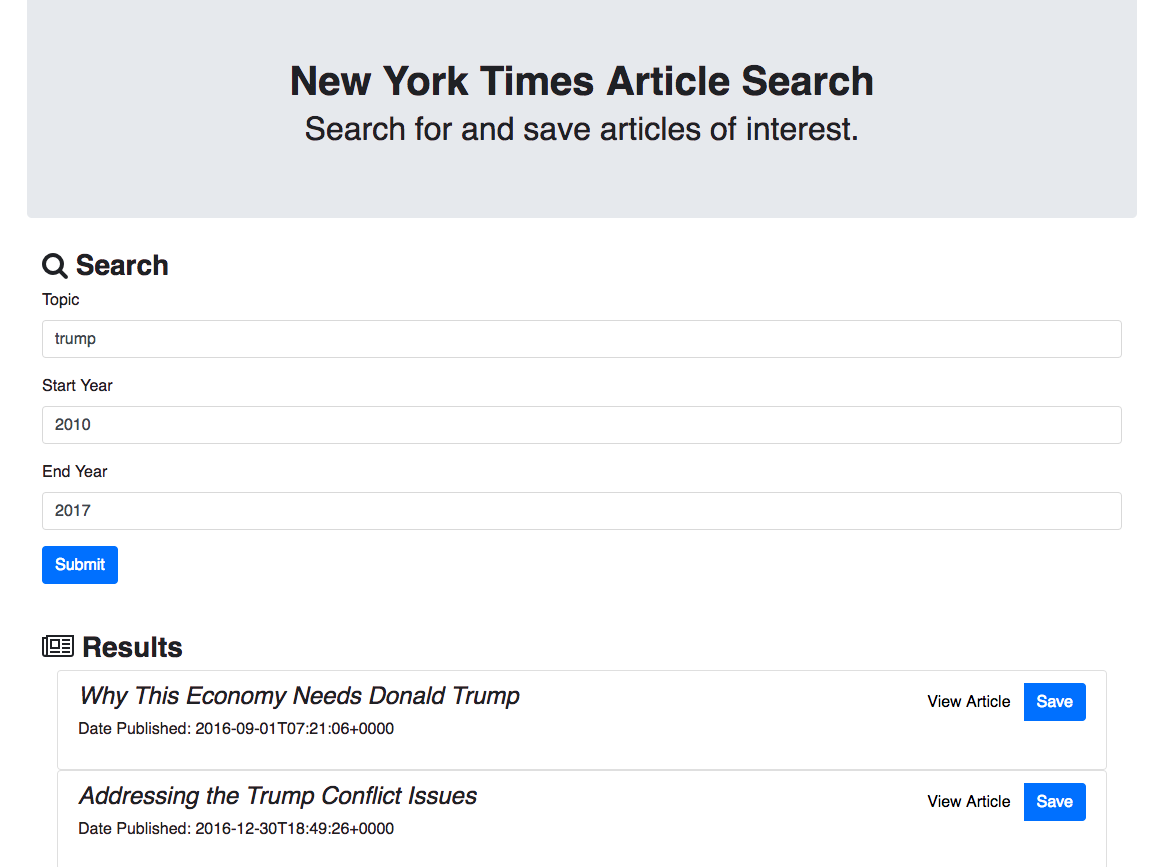 New York Times Article Search
Search for and save articles of interest.
Search
Topic
trump
Start Year
2010
End Year
2017
Submit
Results
Why This Economy Needs Donald Trump
View Article Save
Date Published: 2016-09-01T07:21:06+0000
Addressing the Trump Conflict Issues
View Article Save
Date Published: 2016-12-30T18:49:26+0000